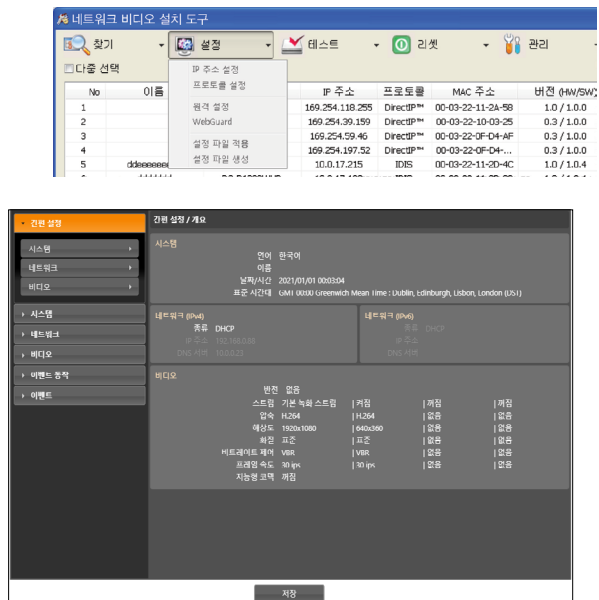 네트워크 비디오 설치 도구
찾기 설정 테스트 리셋 관리
다중 선택
IP 주소 설정
프로토콜 설정
원격 설정
WebGuard
설정 파일 적용
설정 파일 생성
No 이름 IP 주소 프로토콜 MAC 주소 버전 (HW/SW)
1 169.254.118.255 DirectIP™ 00-03-22-11-2A-58 1.0 / 1.0.0
2 169.254.39.159 DirectIP™ 00-03-22-10-03-25 0.3 / 1.0.0
3 169.254.59.46 DirectIP™ 00-03-22-0F-D4-AF 0.3 / 1.0.0
4 169.254.197.52 DirectIP™ 00-03-22-0F-D4-... 0.3 / 1.0.0
5 10.0.17.215 IDIS 00-03-22-11-2D-4C 1.0 / 1.0.4
간편 설정
시스템
네트워크
비디오
시스템
네트워크
비디오
이벤트 동작
이벤트
간편 설정 / 개요
시스템
언어 한국어
이름
날짜/시간 2021/01/01 00:03:04
표준 시간대 GMT 00:00 Greenwich Mean Time : Dublin, Edinburgh, Lisbon, London (DST)
네트워크 (IPv4)
종류 DHCP
IP 주소 192.168.0.80
DNS 서버 10.0.0.23
네트워크 (IPv6)
종류 DHCP
IP 주소
DNS 서버
비디오
반전 없음
스트림 기본 녹화 스트림 | 켜짐 | 꺼짐 | 꺼짐
압축 H.264 | H.264 | 없음 | 없음
해상도 1920x1080 | 640x360 | 없음 | 없음
화질 표준 | 표준 | 없음 | 없음
비트레이트 제어 VBR | VBR | 없음 | 없음
프레임 속도 30 ips | 30 ips | 없음 | 없음
지능형 코덱 꺼짐
저장